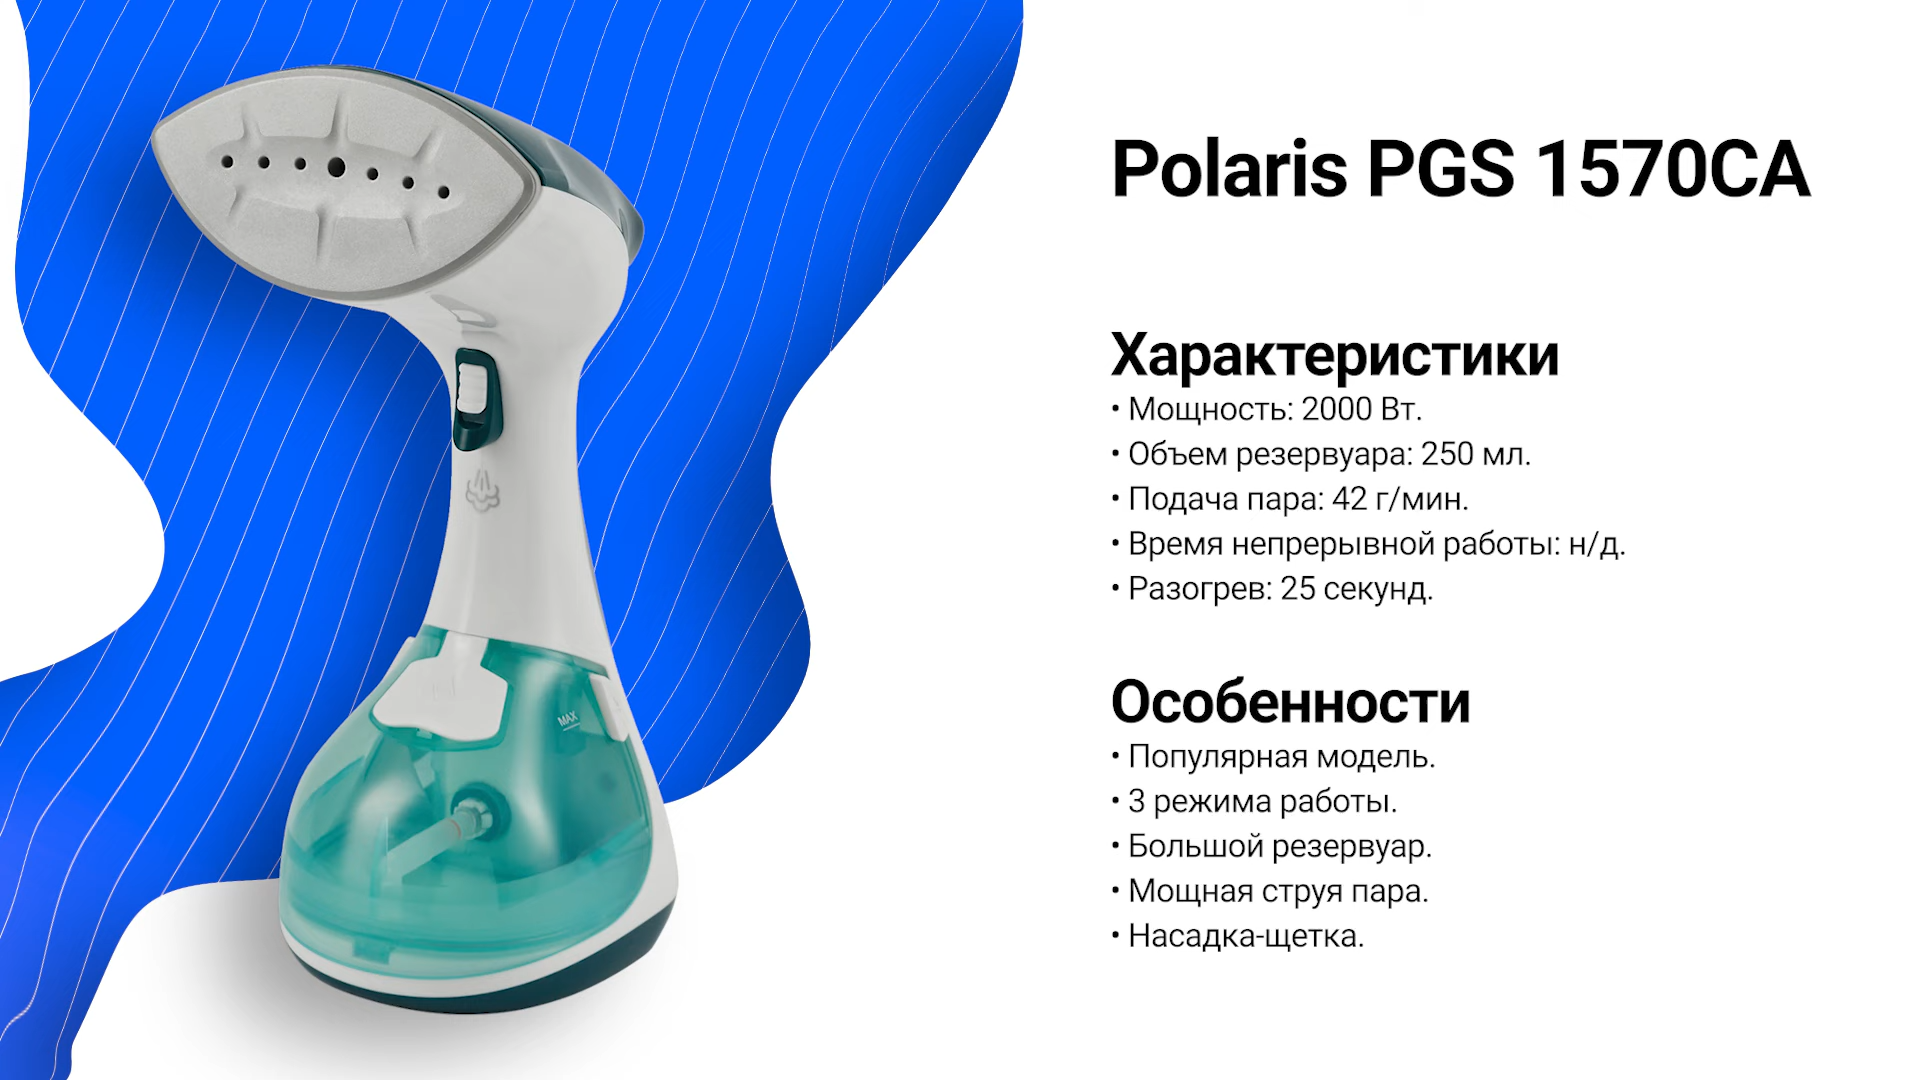 Polaris PGS 1570CA
Характеристики
• Мощность: 2000 Вт.
• Объем резервуара: 250 мл.
• Подача пара: 42 г/мин.
• Время непрерывной работы: н/д.
• Разогрев: 25 секунд.
Особенности
• Популярная модель.
• 3 режима работы.
• Большой резервуар.
• Мощная струя пара.
• Насадка-щетка.
MAX